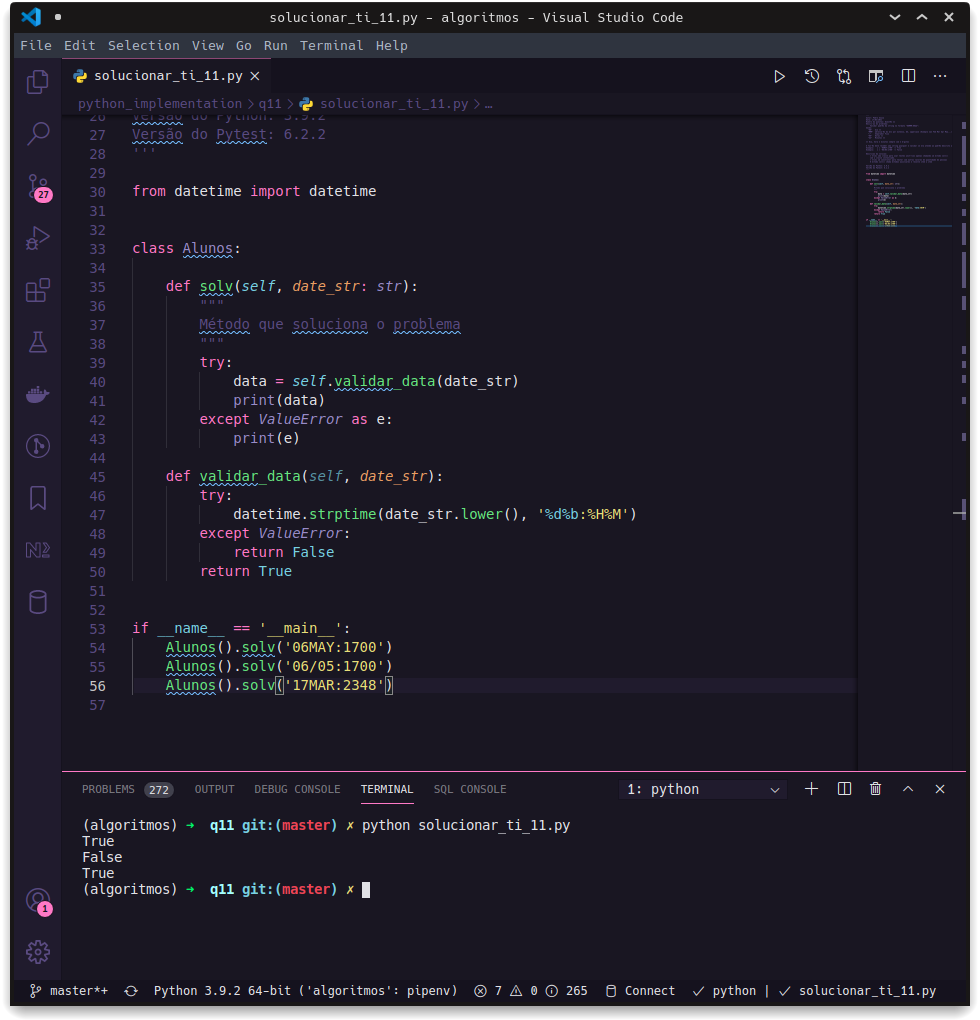 solucionar_ti_11.py - algoritmos - Visual Studio Code
File Edit Selection View Go Run Terminal Help
solucionar_ti_11.py
python_implementation > q11 > solucionar_ti_11.py > …
26 Versão do Python: 3.9.2
27 Versão do Pytest: 6.2.2
28 '''
29
30 from datetime import datetime
31
32
33 class Alunos:
34
35 def solv(self, date_str: str):
36 """
37 Método que soluciona o problema
38 """
39 try:
40 data = self.validar_data(date_str)
41 print(data)
42 except ValueError as e:
43 print(e)
44
45 def validar_data(self, date_str):
46 try:
47 datetime.strptime(date_str.lower(), '%d%b:%H%M')
48 except ValueError:
49 return False
50 return True
51
52
53 if __name__ == '__main__':
54 Alunos().solv('06MAY:1700')
55 Alunos().solv('06/05:1700')
56 Alunos().solv('17MAR:2348')
57
27
PROBLEMS 272 OUTPUT DEBUG CONSOLE TERMINAL SQL CONSOLE 1: python
(algoritmos) ➜ q11 git:(master) ✗ python solucionar_ti_11.py
True
False
True
(algoritmos) ➜ q11 git:(master) ✗
1
master*+ Python 3.9.2 64-bit ('algoritmos': pipenv) 7 0 265 Connect ✓ python | ✓ solucionar_ti_11.py